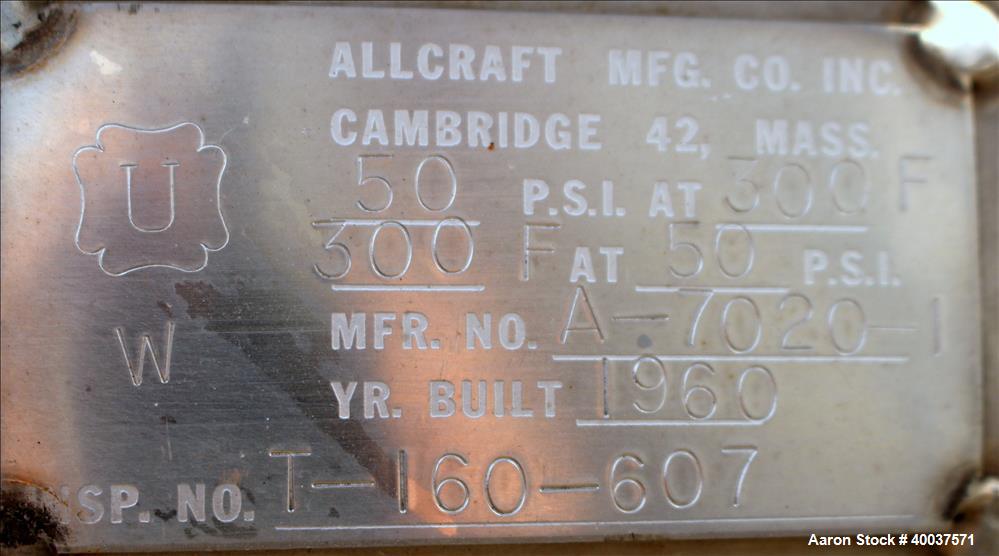 ALLCRAFT MFG. CO. INC.
CAMBRIDGE 42, MASS.
U
50 P.S.I. AT 300 F
300 F AT 50 P.S.I.
W
MFR. NO. A-7020-1
YR. BUILT 1960
INSP. NO. T-160-607
Aaron Stock # 40037571